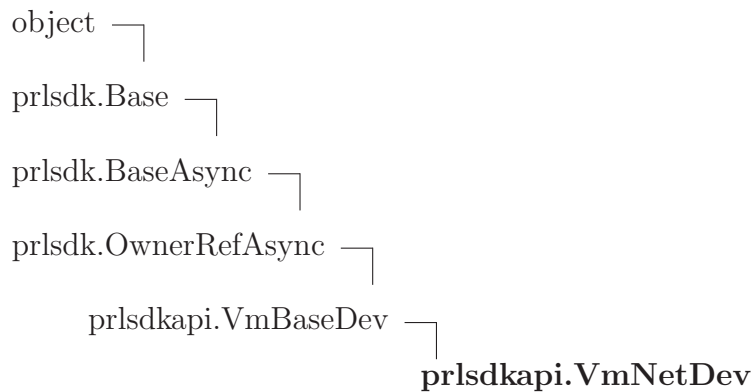 object
prlsdk.Base
prlsdk.BaseAsync
prlsdk.OwnerRefAsync
prlsdkapi.VmBaseDev
prlsdkapi.VmNetDev